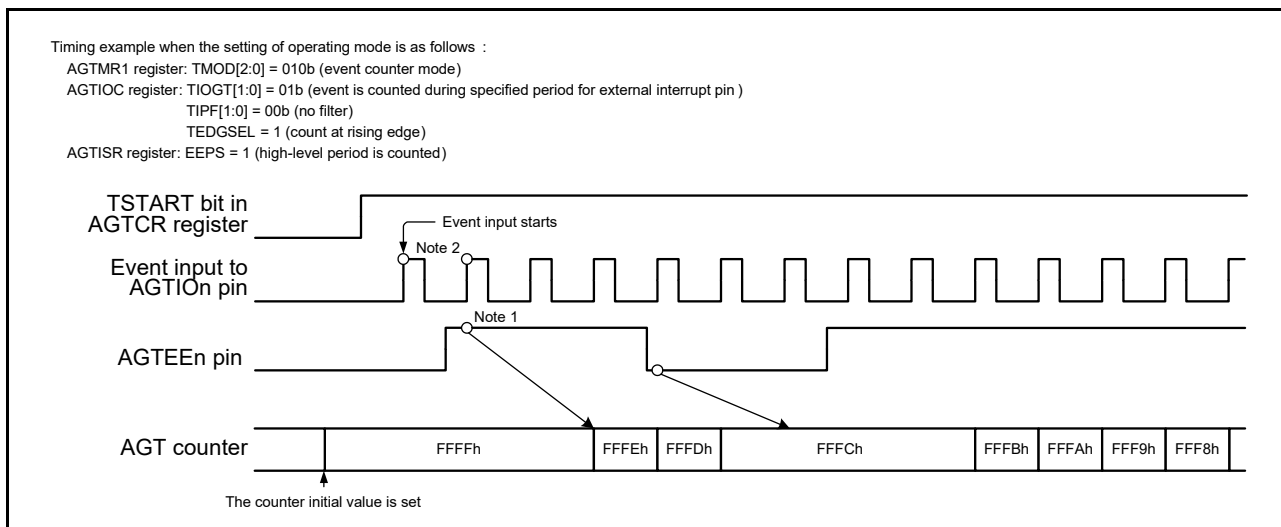 Timing example when the setting of operating mode is as follows :
AGTMR1 register: TMOD[2:0] = 010b (event counter mode)
AGTIOC register: TIOGT[1:0] = 01b (event is counted during specified period for external interrupt pin )
TIPF[1:0] = 00b (no filter)
TEDGSEL = 1 (count at rising edge)
AGTISR register: EEPS = 1 (high-level period is counted)
TSTART bit in
AGTCR register
Event input starts
Note 2
Event input to
AGTIOn pin
Note 1
AGTEEn pin
AGT counter
FFFFh
FFFEh
FFFDh
FFFCh
FFFBh
FFFAh
FFF9h
FFF8h
The counter initial value is set